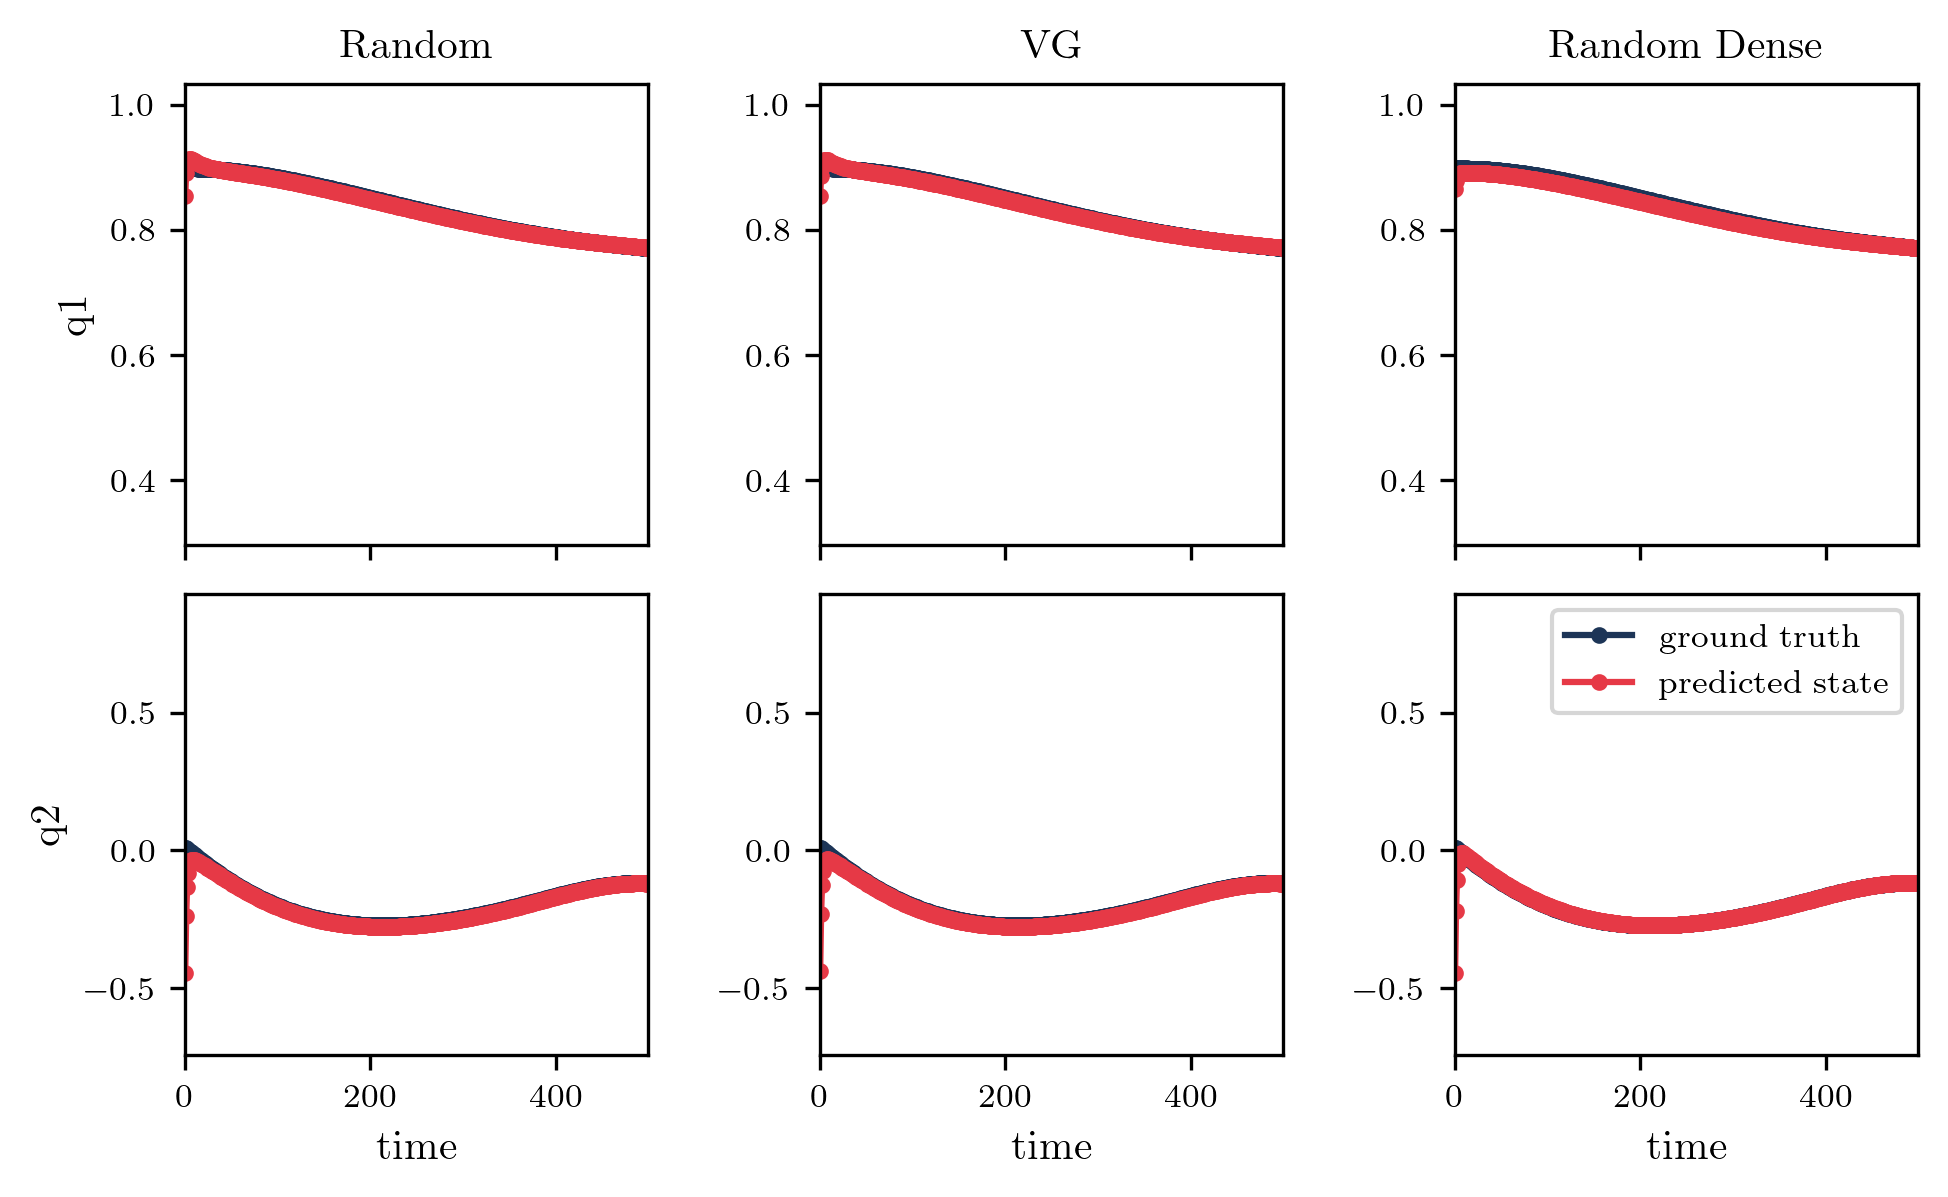 Random VG Random Dense
1.0 1.0 1.0
0.8 0.8 0.8
q1
0.6 0.6 0.6
0.4 0.4 0.4
ground truth
predicted state
0.5 0.5 0.5
q2
0.0 0.0 0.0
−0.5 −0.5 −0.5
0 200 400 0 200 400 0 200 400
time time time